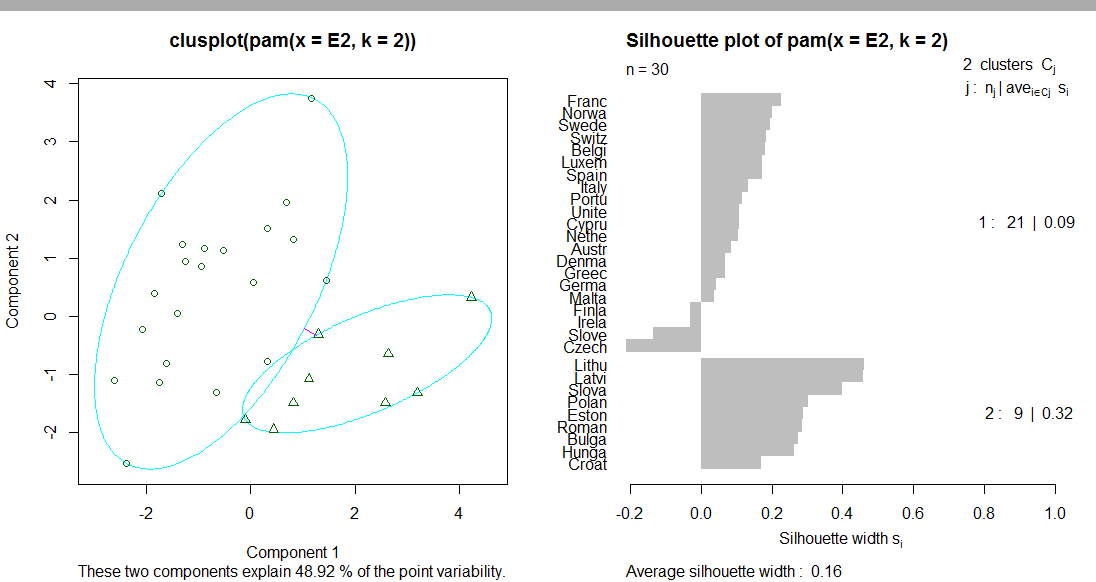 clusplot(pam(x = E2, k = 2))
Component 2
4
3
2
1
0
-1
-2
-2
0
2
4
Component 1
These two components explain 48.92 % of the point variability.
Silhouette plot of pam(x = E2, k = 2)
n = 30
2 clusters Cj
j : nj | avei∈Cj si
Franc
Norwa
Swede
Switz
Belgi
Luxem
Spain
Italy
Portu
Unite
Cypru
Nethe
Austr
Denma
Greec
Germa
Malta
Finla
Irela
Slove
Czech
1 : 21 | 0.09
Lithu
Latvi
Slova
Polan
Eston
Roman
Bulga
Hunga
Croat
2 : 9 | 0.32
-0.2
0.0
0.2
0.4
0.6
0.8
1.0
Silhouette width si
Average silhouette width : 0.16